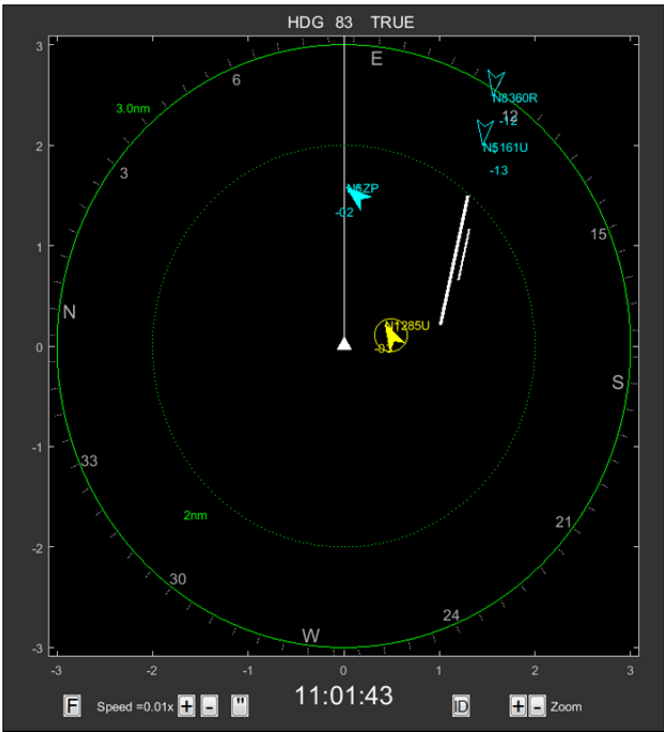 HDG 83 TRUE
3
E
6
N8360R
3.0nm
12
-12
2
N5161U
3
-13
N6ZP
-02
1
15
N
N1285U
0
-03
S
-1
33
2nm
21
-2
30
24
W
-3
-3
-2
-1
0
1
2
3
F
Speed =0.01x
+
-
"
11:01:43
ID
+
-
Zoom